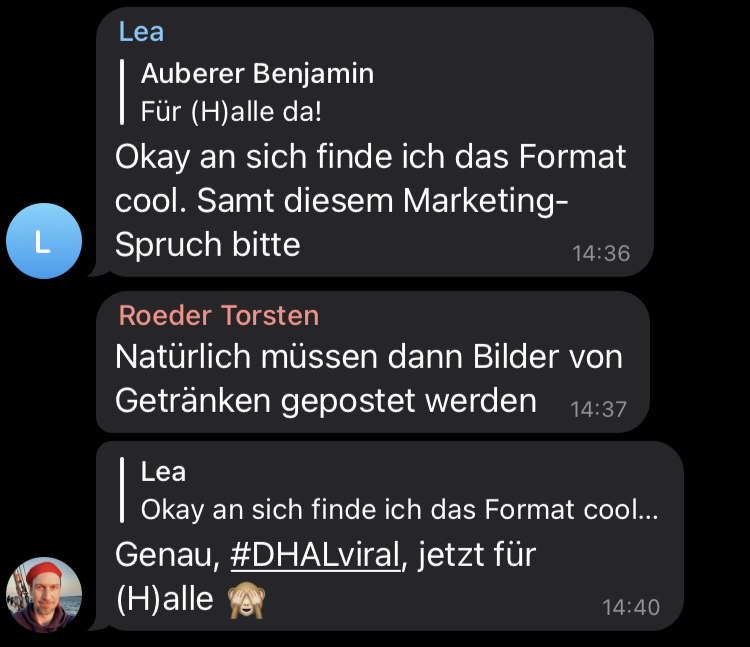 Lea
Auberer Benjamin
Für (H)alle da!
Okay an sich finde ich das Format
cool. Samt diesem Marketing-
Spruch bitte
14:36
L
Roeder Torsten
Natürlich müssen dann Bilder von
Getränken gepostet werden
14:37
Lea
Okay an sich finde ich das Format cool...
Genau, #DHALviral, jetzt für
(H)alle 🙈
14:40